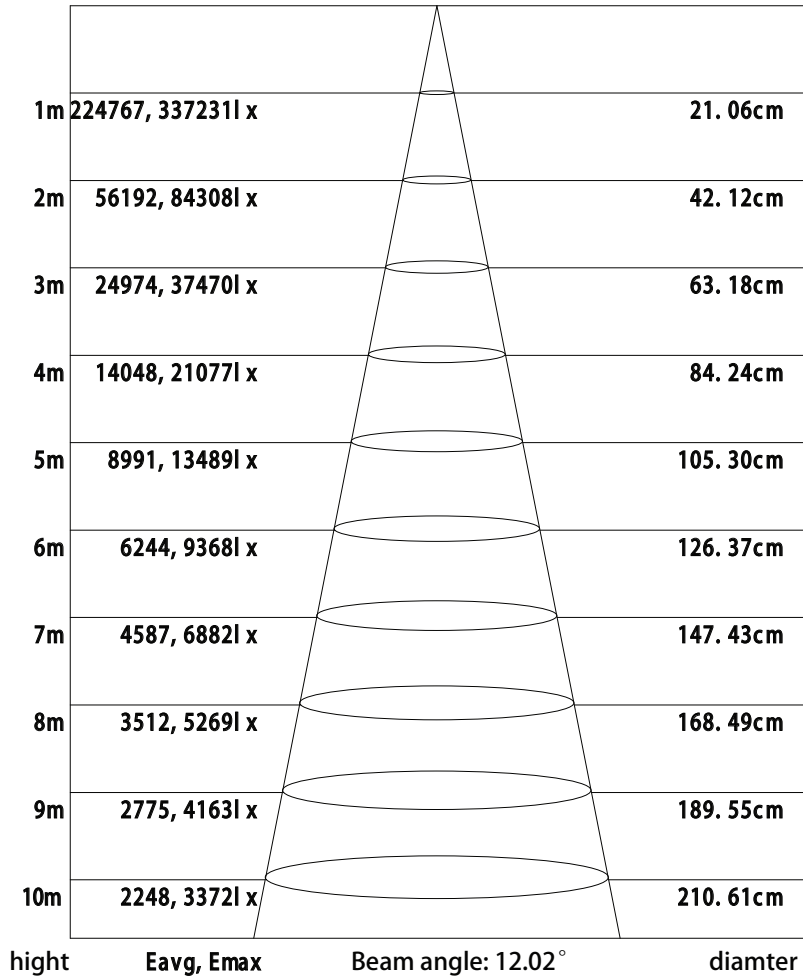 1m 224767, 337231l x 21. 06cm
2m 56192, 84308l x 42. 12cm
3m 24974, 37470l x 63. 18cm
4m 14048, 21077l x 84. 24cm
5m 8991, 13489l x 105. 30cm
6m 6244, 9368l x 126. 37cm
7m 4587, 6882l x 147. 43cm
8m 3512, 5269l x 168. 49cm
9m 2775, 4163l x 189. 55cm
10m 2248, 3372l x 210. 61cm
hight Eavg, Emax Beam angle: 12.02° diamter